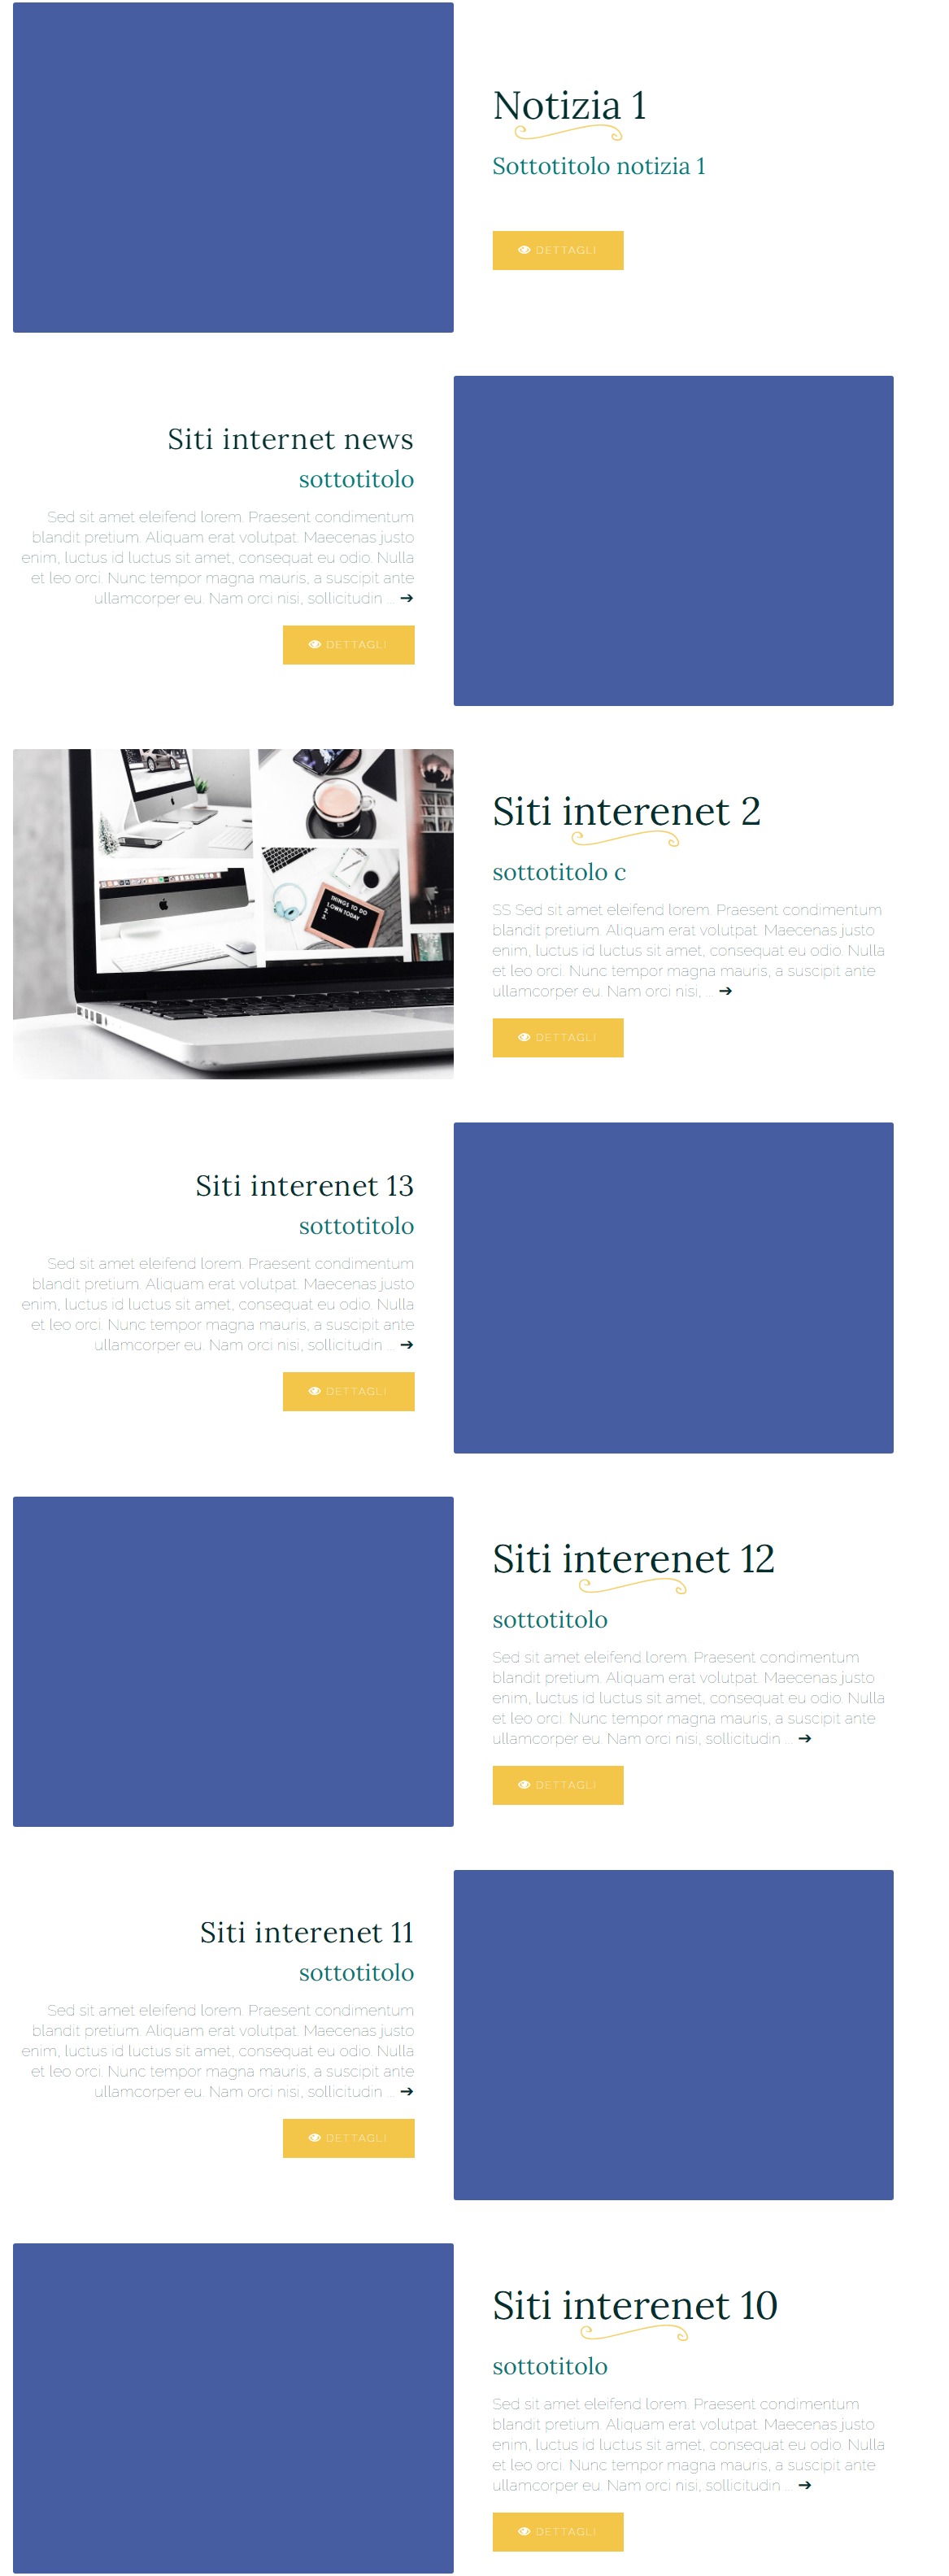 Notizia 1
Sottotitolo notizia 1
DETTAGLI
Siti internet news
sottotitolo
Sed sit amet eleifend lorem. Praesent condimentum
blandit pretium. Aliquam erat volutpat. Maecenas justo
enim, luctus id luctus sit amet, consequat eu odio. Nulla
et leo orci. Nunc tempor magna mauris, a suscipit ante
ullamcorper eu. Nam orci nisi, sollicitudin ... ➔
DETTAGLI
THINGS TO DO
1. OWN TODAY
2.
3.
Siti interenet 2
sottotitolo c
SS Sed sit amet eleifend lorem. Praesent condimentum
blandit pretium. Aliquam erat volutpat. Maecenas justo
enim, luctus id luctus sit amet, consequat eu odio. Nulla
et leo orci. Nunc tempor magna mauris, a suscipit ante
ullamcorper eu. Nam orci nisi, ... ➔
DETTAGLI
Siti interenet 13
sottotitolo
Sed sit amet eleifend lorem. Praesent condimentum
blandit pretium. Aliquam erat volutpat. Maecenas justo
enim, luctus id luctus sit amet, consequat eu odio. Nulla
et leo orci. Nunc tempor magna mauris, a suscipit ante
ullamcorper eu. Nam orci nisi, sollicitudin ... ➔
DETTAGLI
Siti interenet 12
sottotitolo
Sed sit amet eleifend lorem. Praesent condimentum
blandit pretium. Aliquam erat volutpat. Maecenas justo
enim, luctus id luctus sit amet, consequat eu odio. Nulla
et leo orci. Nunc tempor magna mauris, a suscipit ante
ullamcorper eu. Nam orci nisi, sollicitudin ... ➔
DETTAGLI
Siti interenet 11
sottotitolo
Sed sit amet eleifend lorem. Praesent condimentum
blandit pretium. Aliquam erat volutpat. Maecenas justo
enim, luctus id luctus sit amet, consequat eu odio. Nulla
et leo orci. Nunc tempor magna mauris, a suscipit ante
ullamcorper eu. Nam orci nisi, sollicitudin ... ➔
DETTAGLI
Siti interenet 10
sottotitolo
Sed sit amet eleifend lorem. Praesent condimentum
blandit pretium. Aliquam erat volutpat. Maecenas justo
enim, luctus id luctus sit amet, consequat eu odio. Nulla
et leo orci. Nunc tempor magna mauris, a suscipit ante
ullamcorper eu. Nam orci nisi, sollicitudin ... ➔
DETTAGLI